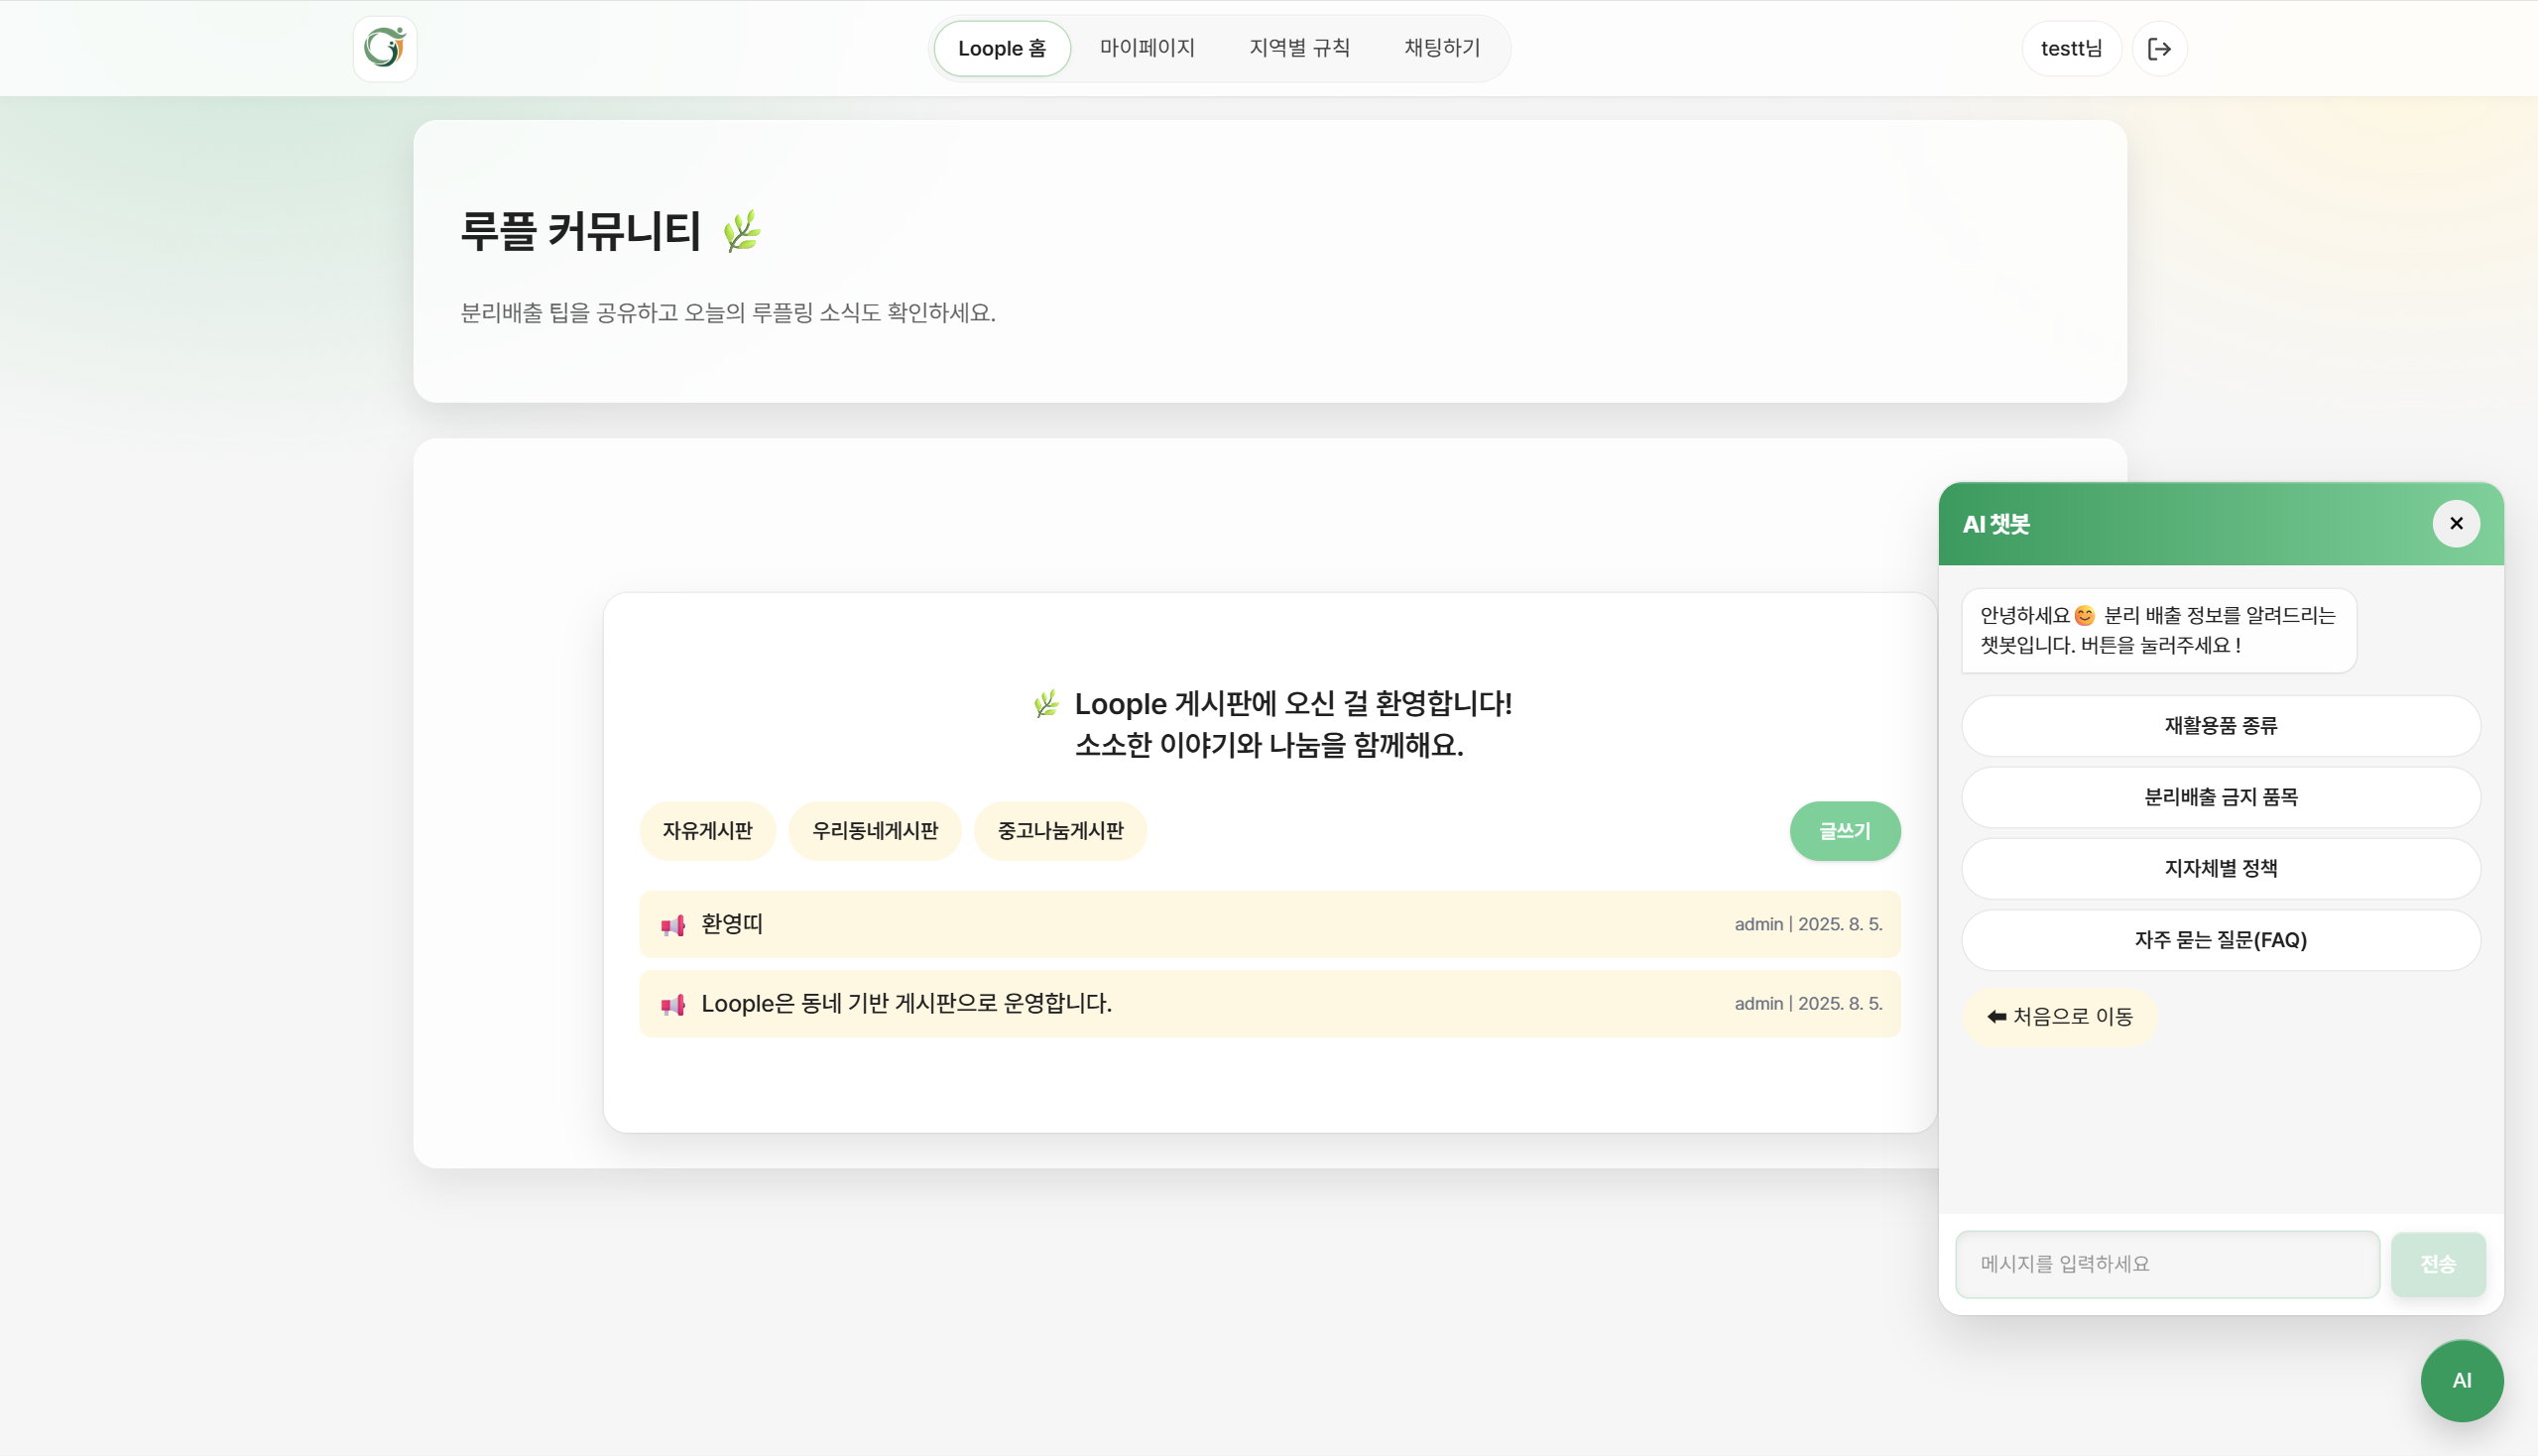 Loople 홈
마이페이지
지역별 규칙
채팅하기
testt님
루플 커뮤니티 🌿
분리배출 팁을 공유하고 오늘의 루플링 소식도 확인하세요.
🌿 Loople 게시판에 오신 걸 환영합니다!
소소한 이야기와 나눔을 함께해요.
자유게시판
우리동네게시판
중고나눔게시판
글쓰기
📢 환영띠
admin | 2025. 8. 5.
📢 Loople은 동네 기반 게시판으로 운영합니다.
admin | 2025. 8. 5.
AI 챗봇
×
안녕하세요😊 분리 배출 정보를 알려드리는
챗봇입니다. 버튼을 눌러주세요 !
재활용품 종류
분리배출 금지 품목
지자체별 정책
자주 묻는 질문(FAQ)
⬅ 처음으로 이동
메시지를 입력하세요
전송
AI